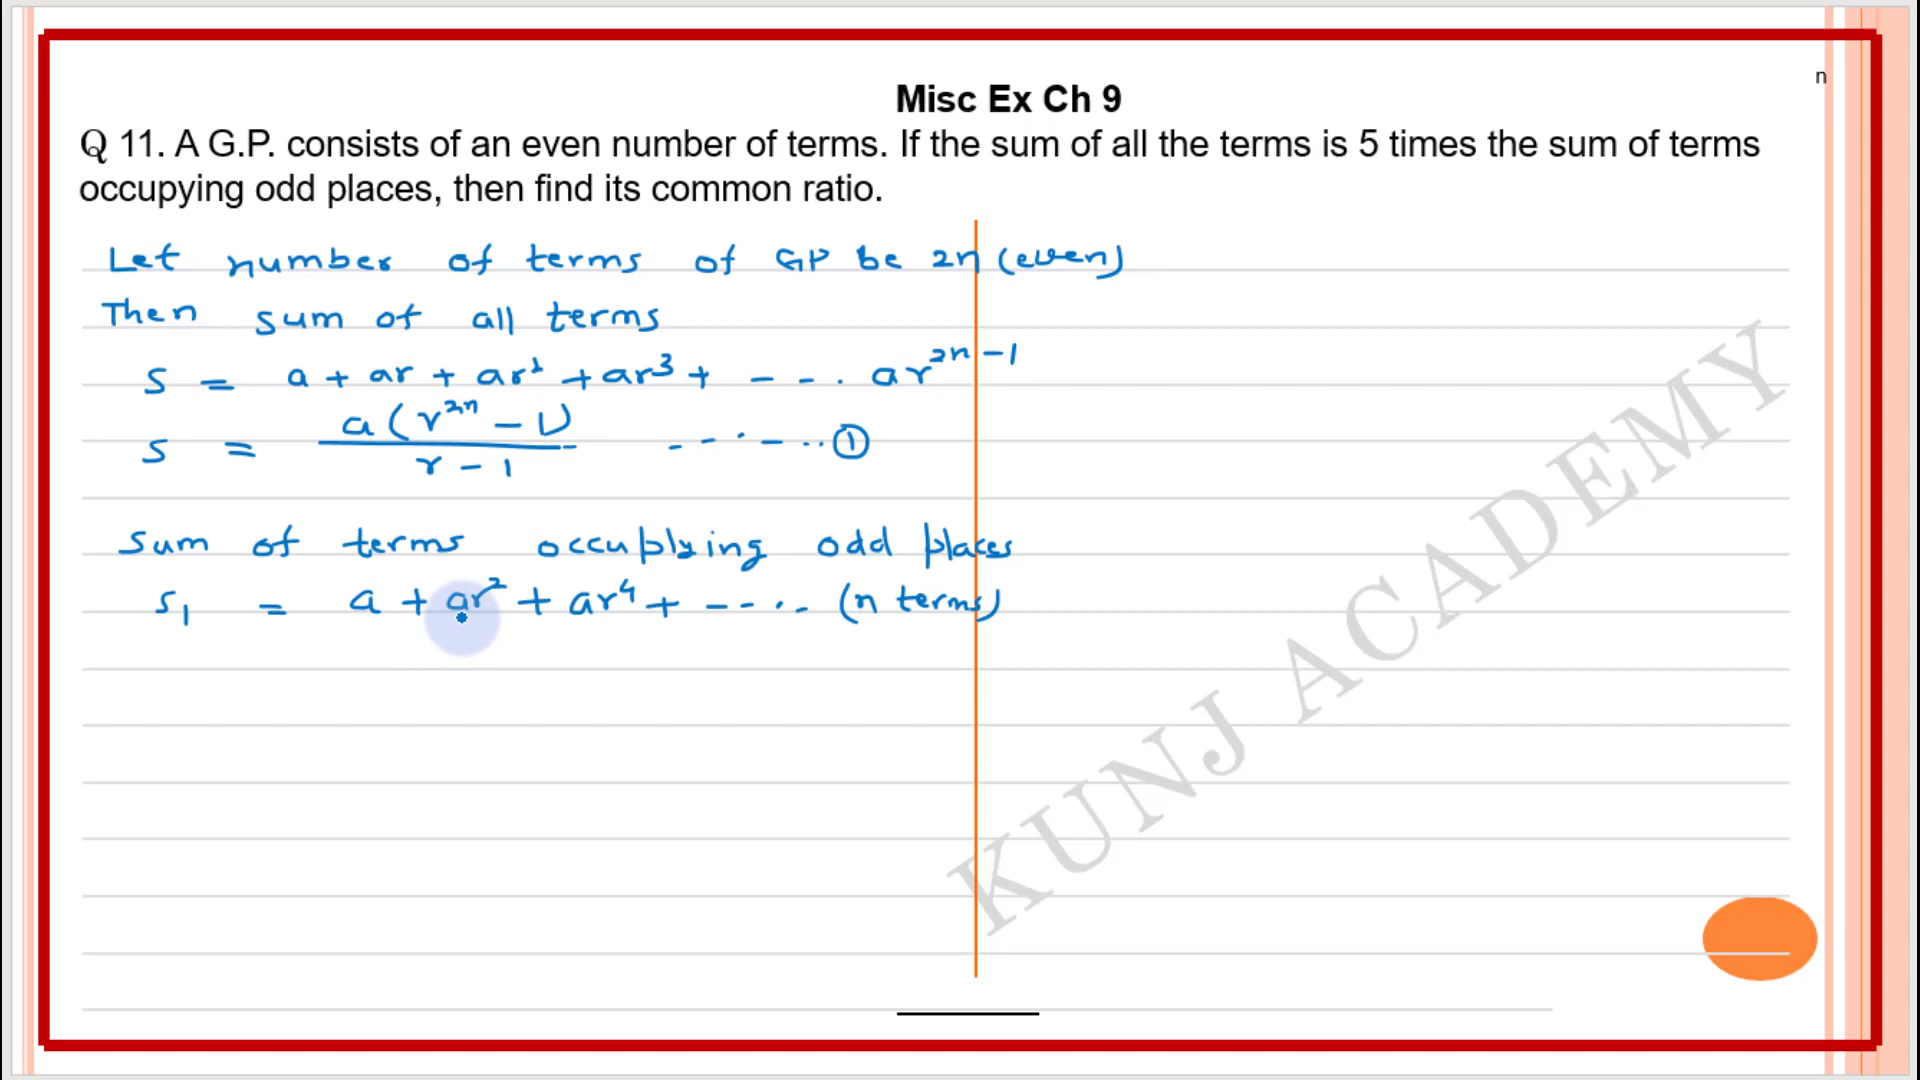 n
Misc Ex Ch 9
Q 11. A G.P. consists of an even number of terms. If the sum of all the terms is 5 times the sum of terms
occupying odd places, then find its common ratio.
Let number of terms of GP be 2n (even)
Then sum of all terms
S = a + ar + ar² + ar³ + - - . ar^{2n-1}
S = a(r^{2n} - 1) / r - 1 - - . - .. ①
Sum of terms occuplying odd places
S₁ = a + ar² + ar⁴ + - - . . - (n terms)
KUNJ ACADEMY